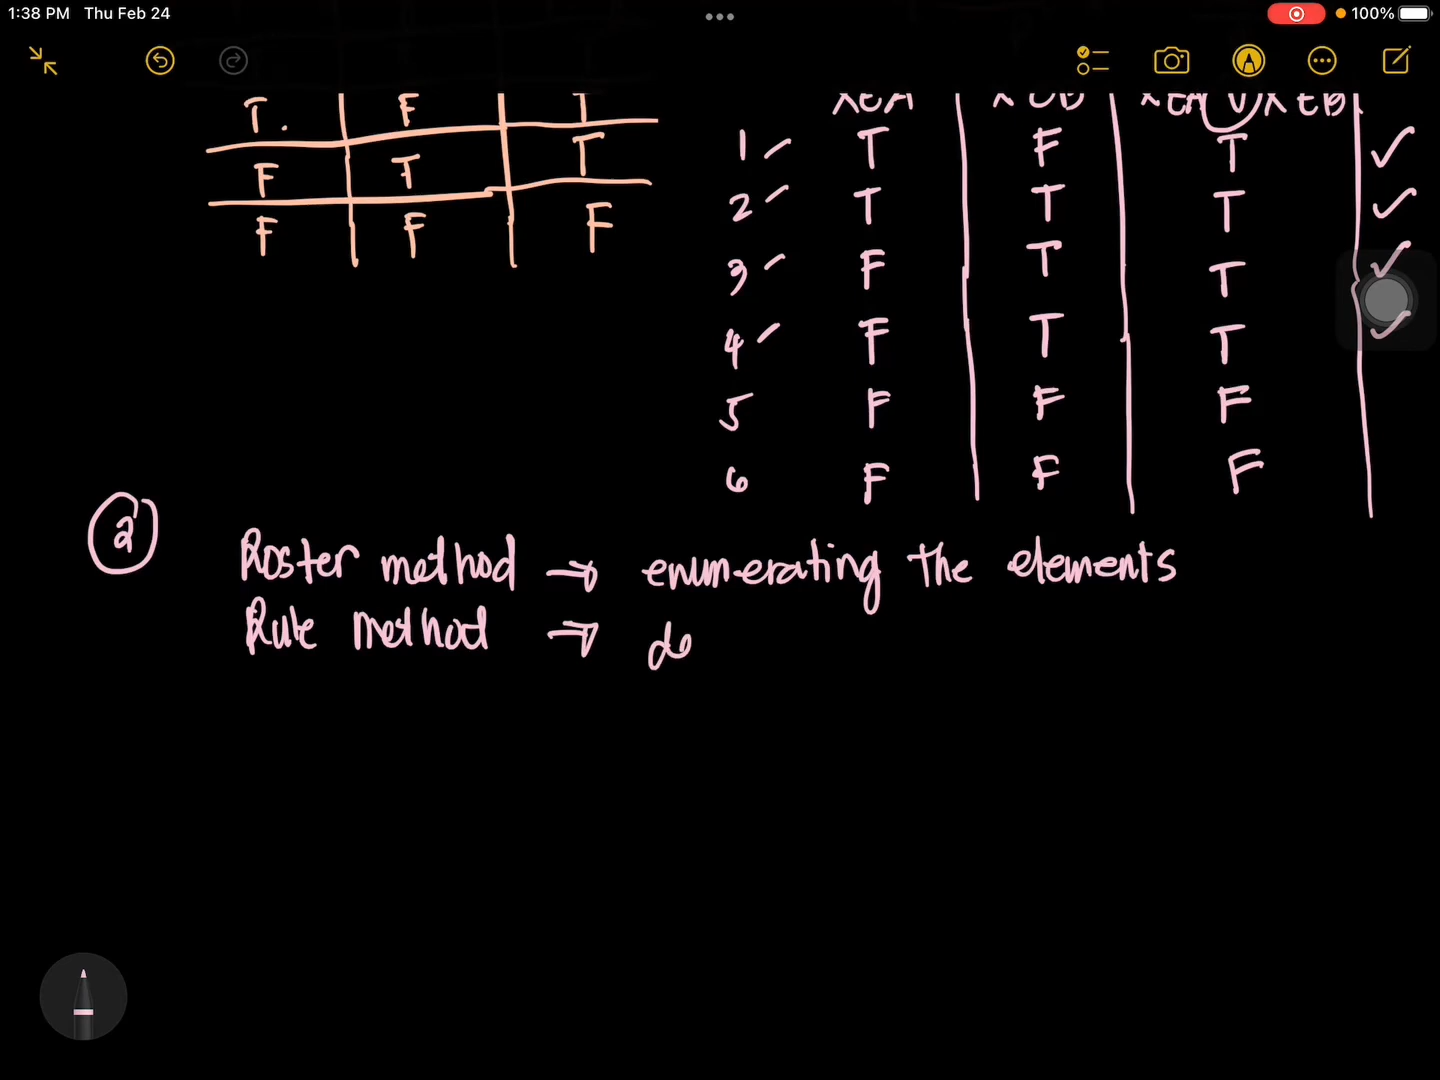 1:38 PM Thu Feb 24
100%
T. F T
F T T
F F F
x∈A x∈B x∈A ∨ x∈B
1 T F T ✓
2 T T T ✓
3 F T T ✓
4 F T T ✓
5 F F F
6 F F F
2
Roster method → enumerating the elements
Rule method → de